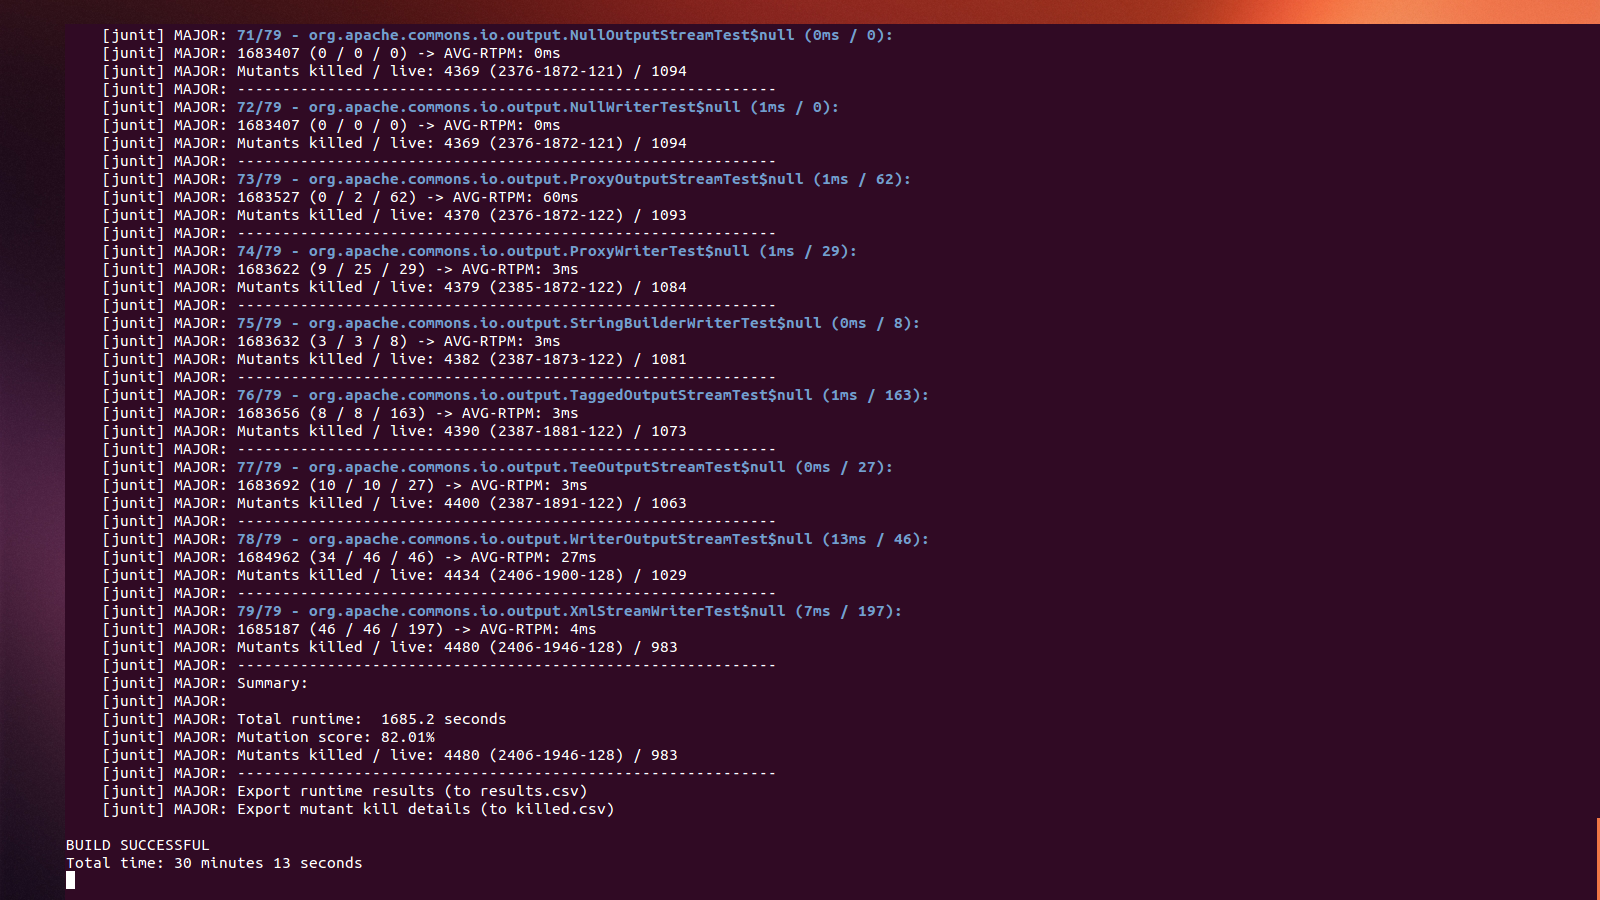 [junit] MAJOR: 71/79 - org.apache.commons.io.output.NullOutputStreamTest$null (0ms / 0):
[junit] MAJOR: 1683407 (0 / 0 / 0) -> AVG-RTPM: 0ms
[junit] MAJOR: Mutants killed / live: 4369 (2376-1872-121) / 1094
[junit] MAJOR: ------------------------------------------------------------
[junit] MAJOR: 72/79 - org.apache.commons.io.output.NullWriterTest$null (1ms / 0):
[junit] MAJOR: 1683407 (0 / 0 / 0) -> AVG-RTPM: 0ms
[junit] MAJOR: Mutants killed / live: 4369 (2376-1872-121) / 1094
[junit] MAJOR: ------------------------------------------------------------
[junit] MAJOR: 73/79 - org.apache.commons.io.output.ProxyOutputStreamTest$null (1ms / 62):
[junit] MAJOR: 1683527 (0 / 2 / 62) -> AVG-RTPM: 60ms
[junit] MAJOR: Mutants killed / live: 4370 (2376-1872-122) / 1093
[junit] MAJOR: ------------------------------------------------------------
[junit] MAJOR: 74/79 - org.apache.commons.io.output.ProxyWriterTest$null (1ms / 29):
[junit] MAJOR: 1683622 (9 / 25 / 29) -> AVG-RTPM: 3ms
[junit] MAJOR: Mutants killed / live: 4379 (2385-1872-122) / 1084
[junit] MAJOR: ------------------------------------------------------------
[junit] MAJOR: 75/79 - org.apache.commons.io.output.StringBuilderWriterTest$null (0ms / 8):
[junit] MAJOR: 1683632 (3 / 3 / 8) -> AVG-RTPM: 3ms
[junit] MAJOR: Mutants killed / live: 4382 (2387-1873-122) / 1081
[junit] MAJOR: ------------------------------------------------------------
[junit] MAJOR: 76/79 - org.apache.commons.io.output.TaggedOutputStreamTest$null (1ms / 163):
[junit] MAJOR: 1683656 (8 / 8 / 163) -> AVG-RTPM: 3ms
[junit] MAJOR: Mutants killed / live: 4390 (2387-1881-122) / 1073
[junit] MAJOR: ------------------------------------------------------------
[junit] MAJOR: 77/79 - org.apache.commons.io.output.TeeOutputStreamTest$null (0ms / 27):
[junit] MAJOR: 1683692 (10 / 10 / 27) -> AVG-RTPM: 3ms
[junit] MAJOR: Mutants killed / live: 4400 (2387-1891-122) / 1063
[junit] MAJOR: ------------------------------------------------------------
[junit] MAJOR: 78/79 - org.apache.commons.io.output.WriterOutputStreamTest$null (13ms / 46):
[junit] MAJOR: 1684962 (34 / 46 / 46) -> AVG-RTPM: 27ms
[junit] MAJOR: Mutants killed / live: 4434 (2406-1900-128) / 1029
[junit] MAJOR: ------------------------------------------------------------
[junit] MAJOR: 79/79 - org.apache.commons.io.output.XmlStreamWriterTest$null (7ms / 197):
[junit] MAJOR: 1685187 (46 / 46 / 197) -> AVG-RTPM: 4ms
[junit] MAJOR: Mutants killed / live: 4480 (2406-1946-128) / 983
[junit] MAJOR: ------------------------------------------------------------
[junit] MAJOR: Summary:
[junit] MAJOR:
[junit] MAJOR: Total runtime:  1685.2 seconds
[junit] MAJOR: Mutation score: 82.01%
[junit] MAJOR: Mutants killed / live: 4480 (2406-1946-128) / 983
[junit] MAJOR: ------------------------------------------------------------
[junit] MAJOR: Export runtime results (to results.csv)
[junit] MAJOR: Export mutant kill details (to killed.csv)
BUILD SUCCESSFUL
Total time: 30 minutes 13 seconds